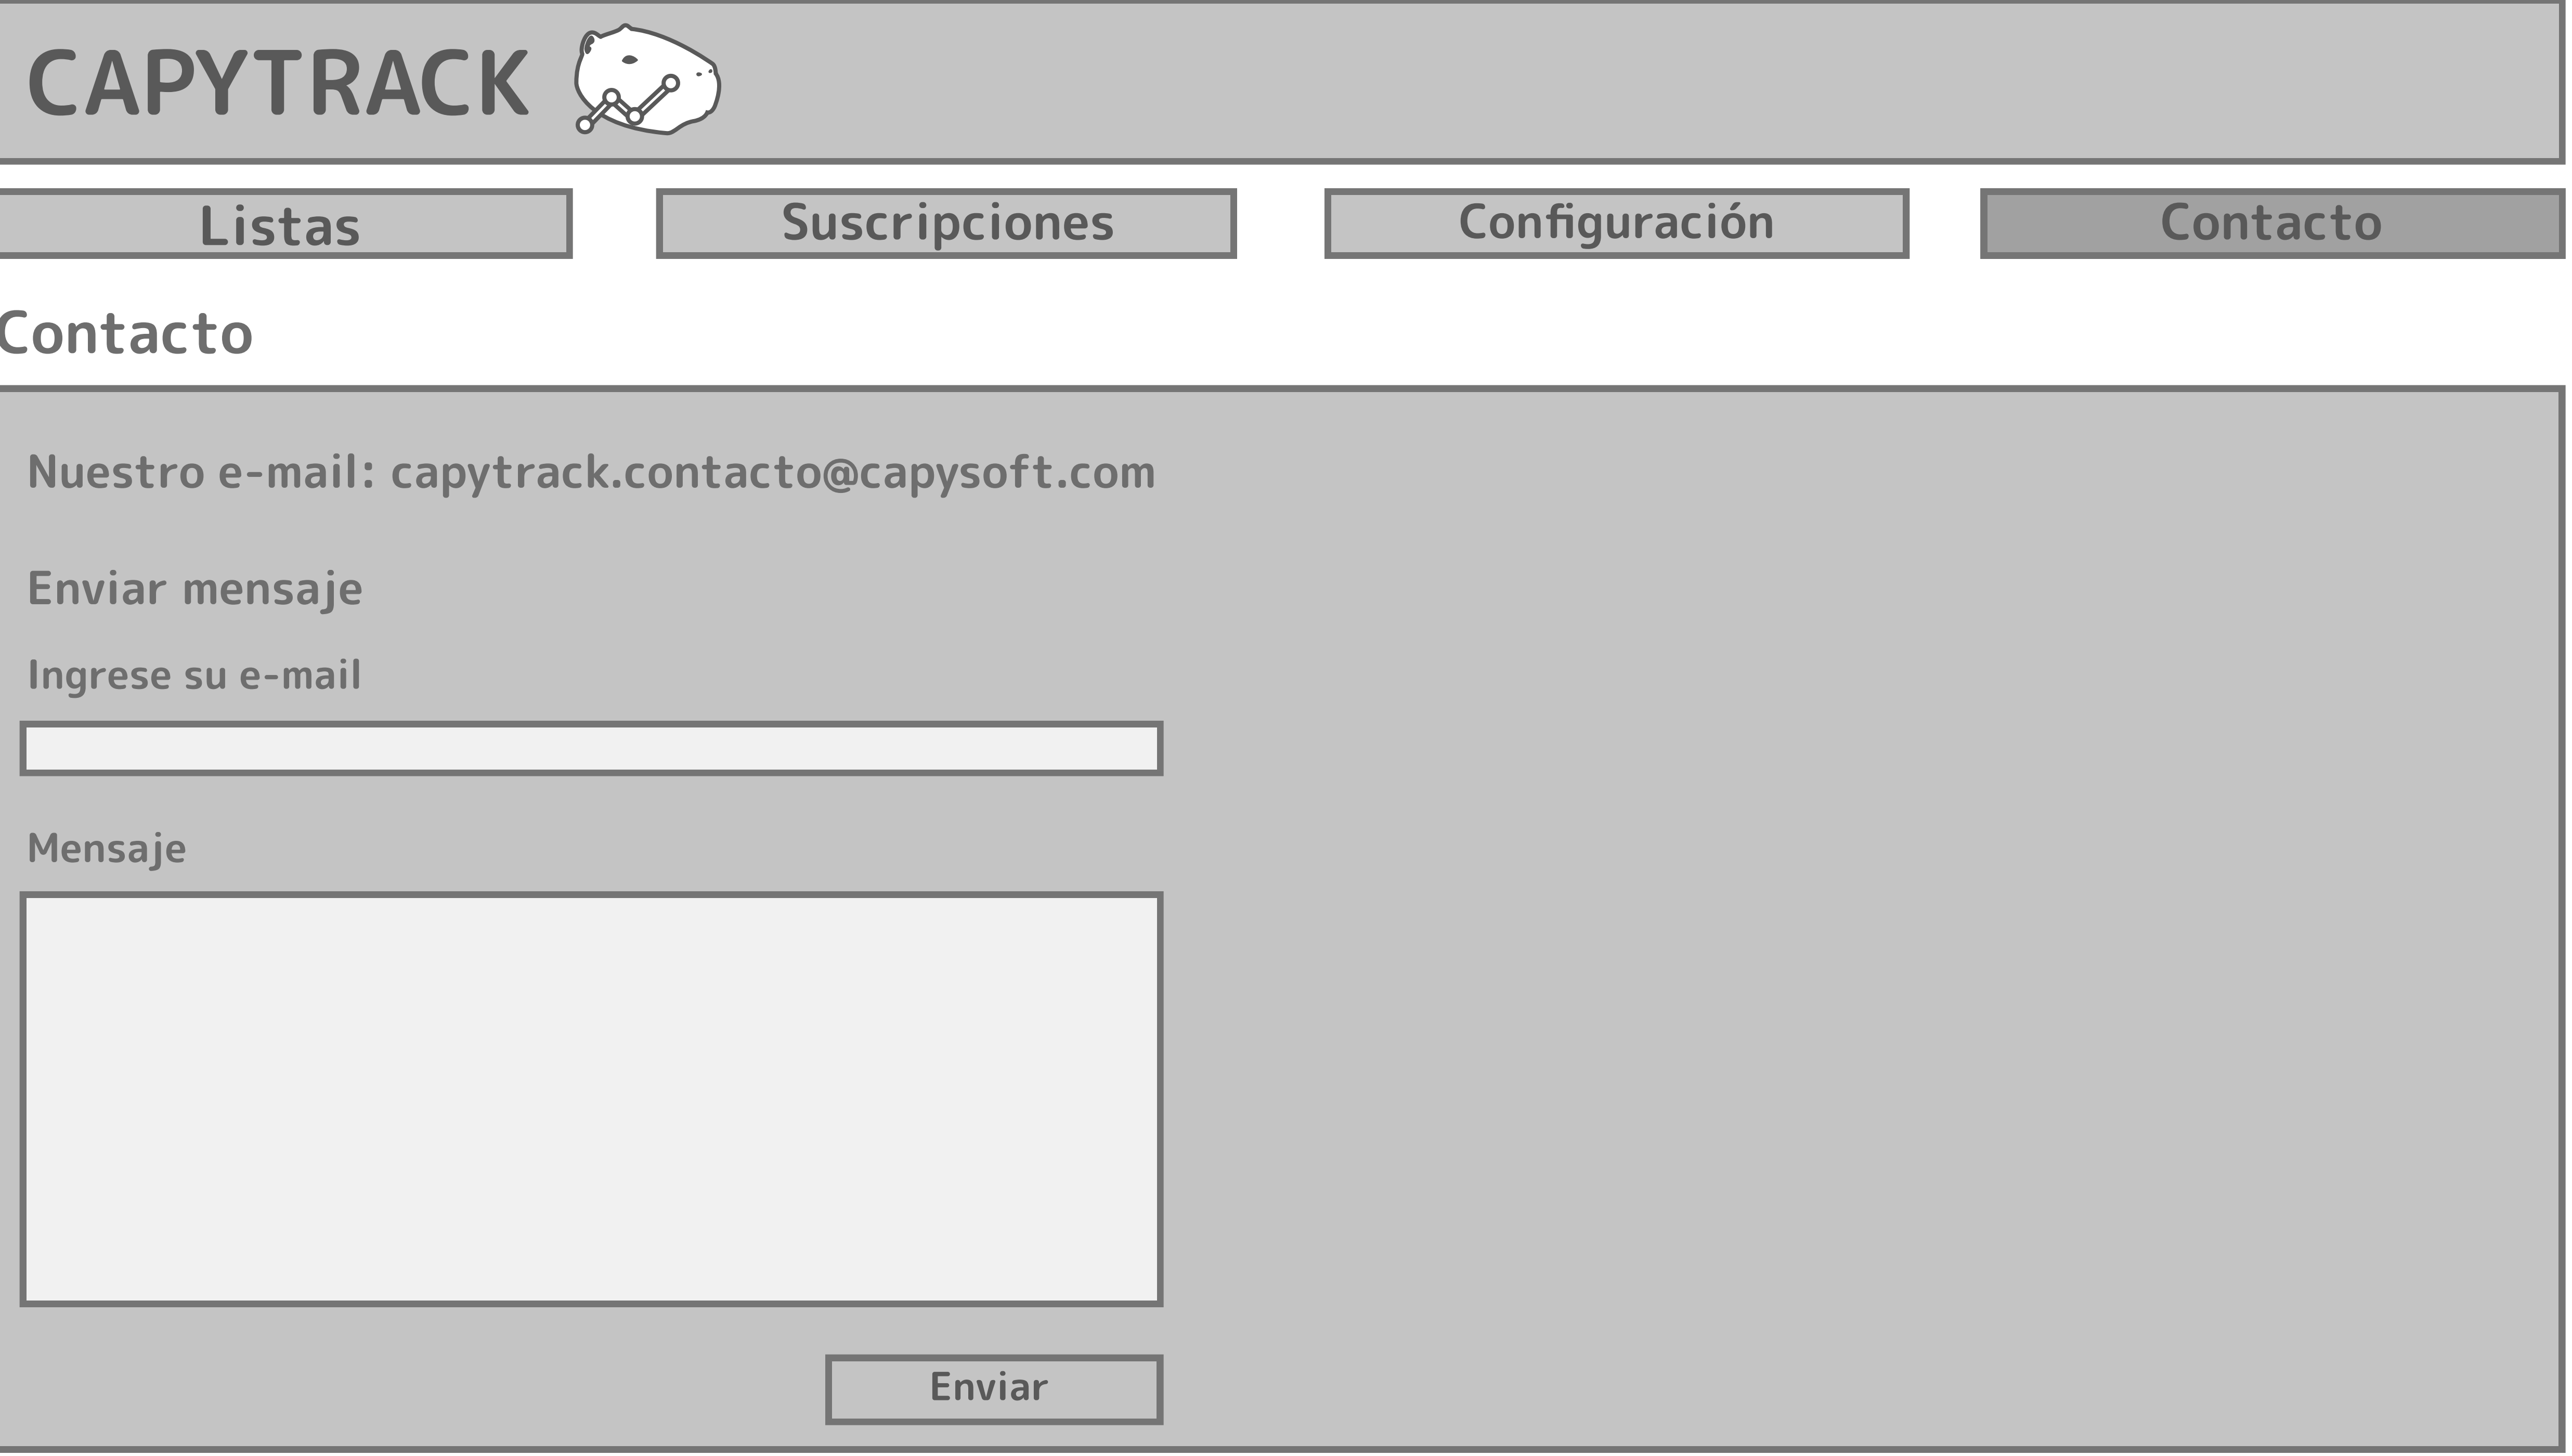 CAPYTRACK
Listas
Suscripciones
Configuración
Contacto
Contacto
Nuestro e-mail: capytrack.contacto@capysoft.com
Enviar mensaje
Ingrese su e-mail
Mensaje
Enviar